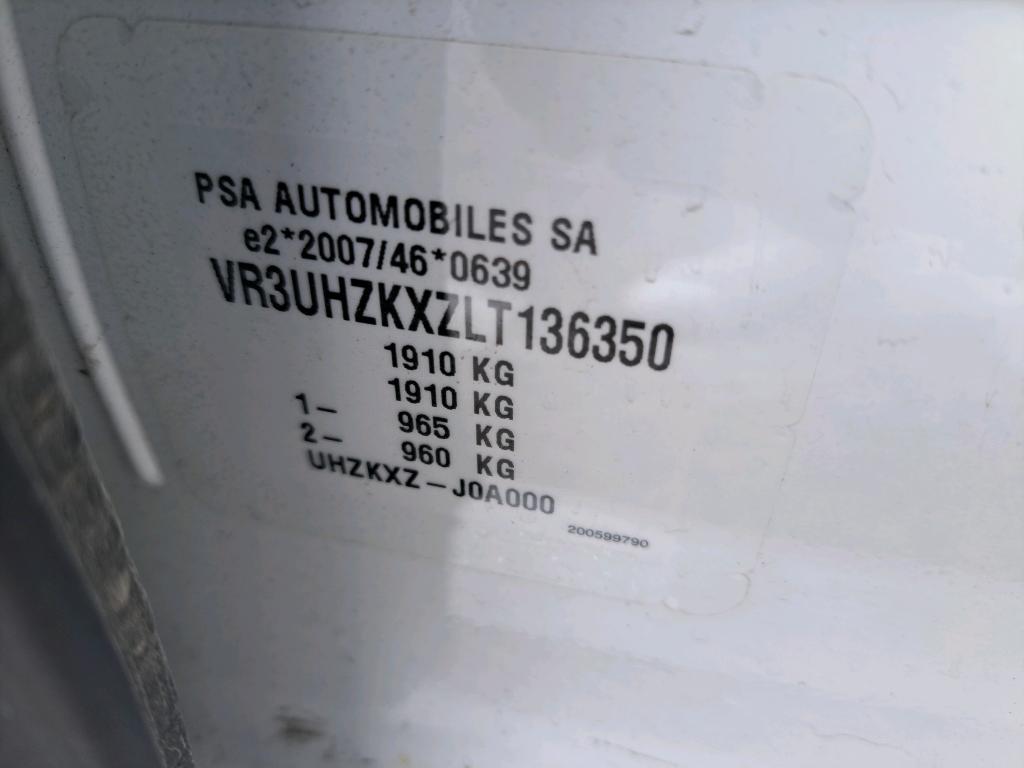 PSA AUTOMOBILES SA
e2*2007/46*0639
VR3UHZKXZLT136350
1910 KG
1910 KG
1– 965 KG
2– 960 KG
UHZKXZ – J0A000
200599790